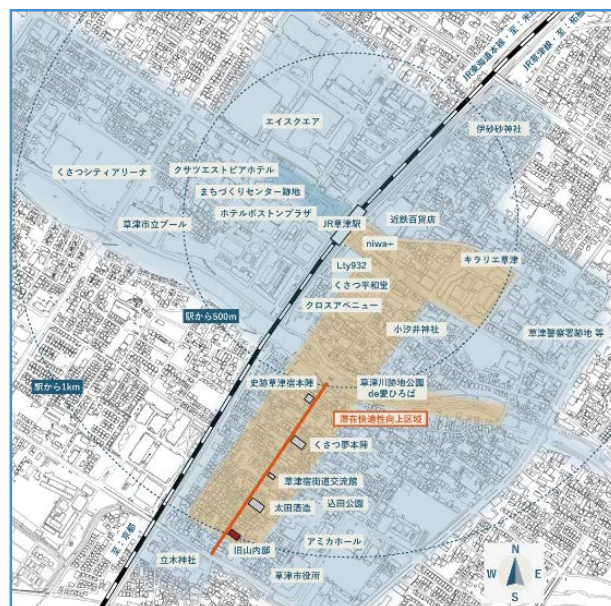 JR東海道本線・至：米原
JR草津線・至：柘植
エイスクエア
伊砂砂神社
くさつシティアリーナ
クサツエストピアホテル
まちづくりセンター跡地
草津市立プール
ホテルボストンプラザ
JR草津駅
近鉄百貨店
niwa+
キラリエ草津
Lty932
くさつ平和堂
クロスアベニュー
駅から500m
小汐井神社
草津警察署跡地 等
駅から1km
史跡草津宿本陣
草津川跡地公園
de愛ひろば
滞在快適性向上区域
くさつ夢本陣
草津宿街道交流館
太田酒造
込田公園
至：京都
アミカホール
旧山内邸
立木神社
草津市役所
N
W E
S